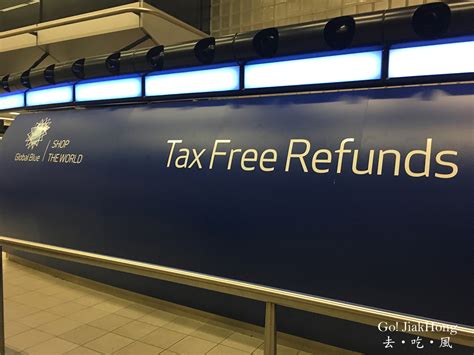 Global Blue
SHOP
THE WORLD
Tax Free Refunds
Go! JiakHong
去・吃・風